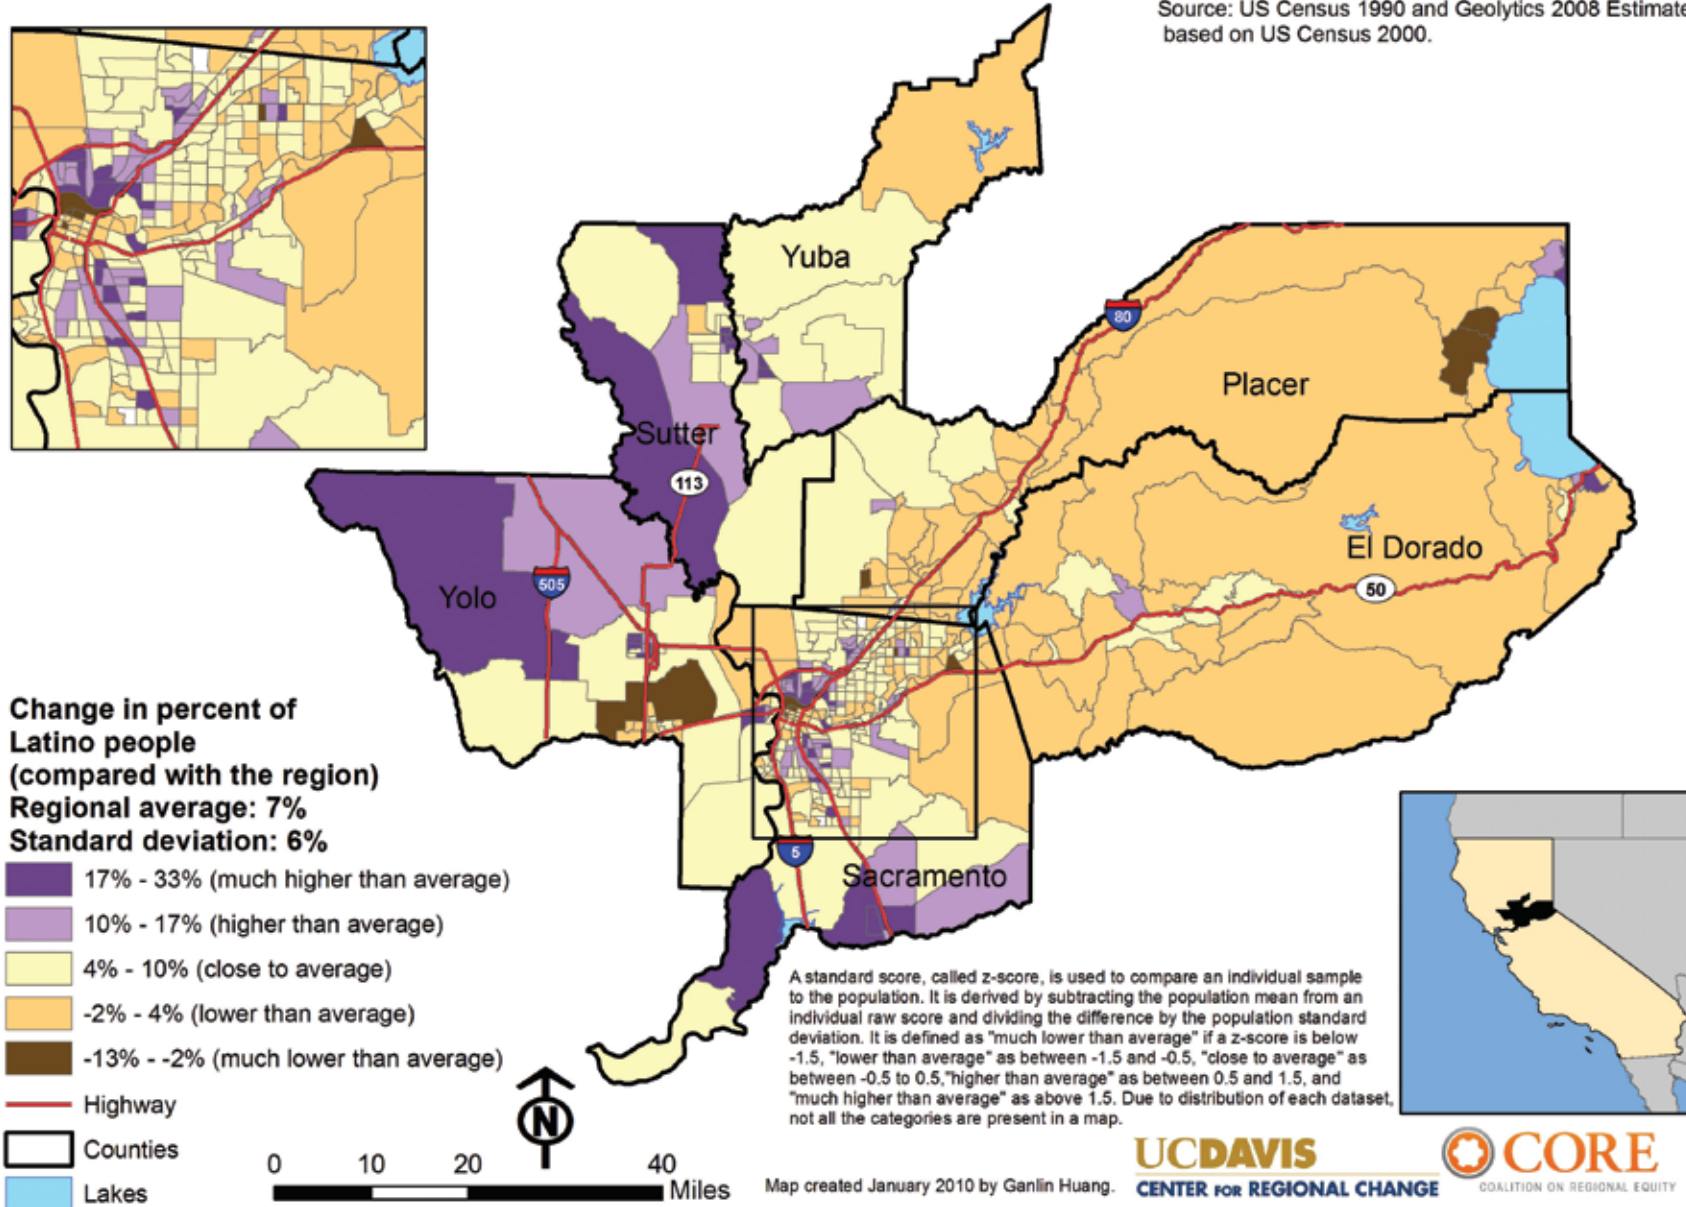 Source: US Census 1990 and Geolytics 2008 Estimate
based on US Census 2000.
Yuba
80
Placer
Sutter
113
Yolo
505
El Dorado
50
5
Sacramento
Change in percent of
Latino people
(compared with the region)
Regional average: 7%
Standard deviation: 6%
17% - 33% (much higher than average)
10% - 17% (higher than average)
4% - 10% (close to average)
-2% - 4% (lower than average)
-13% - -2% (much lower than average)
Highway
Counties
Lakes
N
0 10 20 40
Miles
A standard score, called z-score, is used to compare an individual sample
to the population. It is derived by subtracting the population mean from an
individual raw score and dividing the difference by the population standard
deviation. It is defined as "much lower than average" if a z-score is below
-1.5, "lower than average" as between -1.5 and -0.5, "close to average" as
between -0.5 to 0.5,"higher than average" as between 0.5 and 1.5, and
"much higher than average" as above 1.5. Due to distribution of each dataset,
not all the categories are present in a map.
Map created January 2010 by Ganlin Huang.
UCDAVIS
CENTER FOR REGIONAL CHANGE
CORE
COALITION ON REGIONAL EQUITY